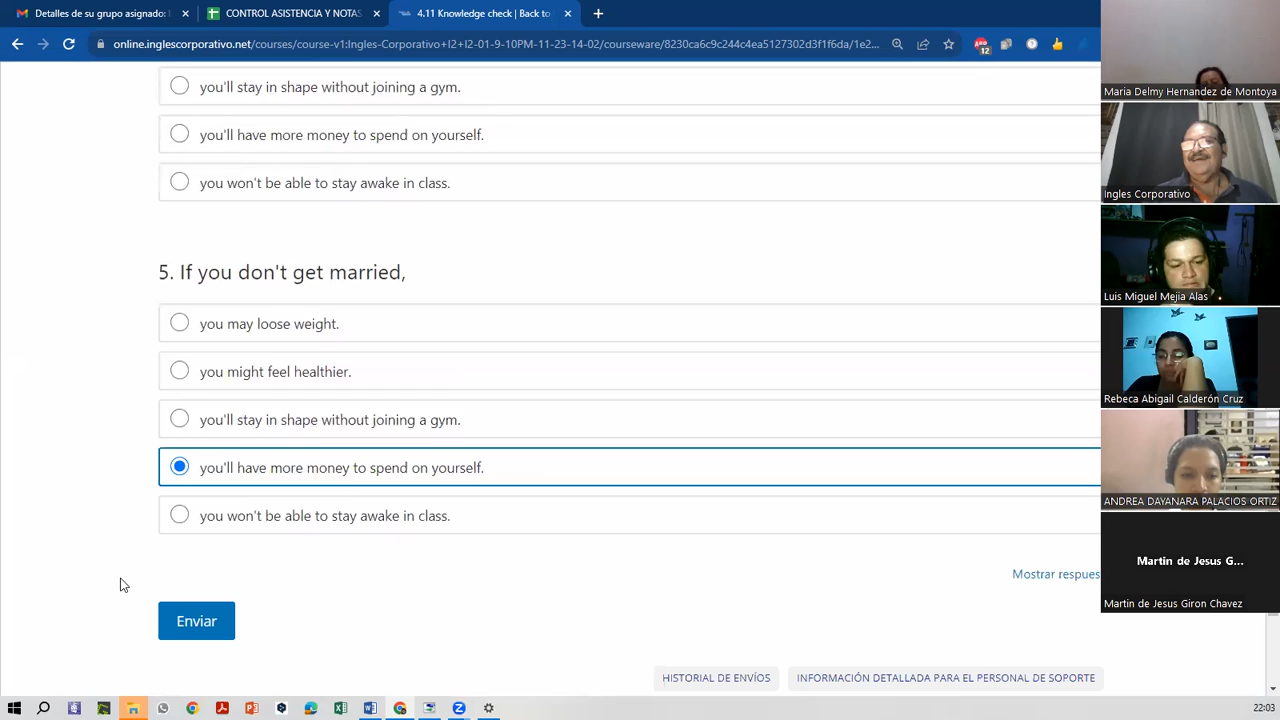 Detalles de su grupo asignado:
CONTROL ASISTENCIA Y NOTAS
4.11 Knowledge check | Back to
online.inglescorporativo.net/courses/course-v1:Ingles-Corporativo+I2+I2-01-9-10PM-11-23-14-02/courseware/8230ca6c9c244c4ea5127302d3f1f6da/1e2...
12
you'll stay in shape without joining a gym.
you'll have more money to spend on yourself.
you won't be able to stay awake in class.
5. If you don't get married,
you may loose weight.
you might feel healthier.
you'll stay in shape without joining a gym.
you'll have more money to spend on yourself.
you won't be able to stay awake in class.
Mostrar respues
Enviar
HISTORIAL DE ENVÍOS
INFORMACIÓN DETALLADA PARA EL PERSONAL DE SOPORTE
Maria Delmy Hernandez de Montoya
Ingles Corporativo
Luis Miguel Mejia Alas
Rebeca Abigail Calderón Cruz
ANDREA DAYANARA PALACIOS ORTIZ
Martin de Jesus G...
Martin de Jesus Giron Chavez
22:03